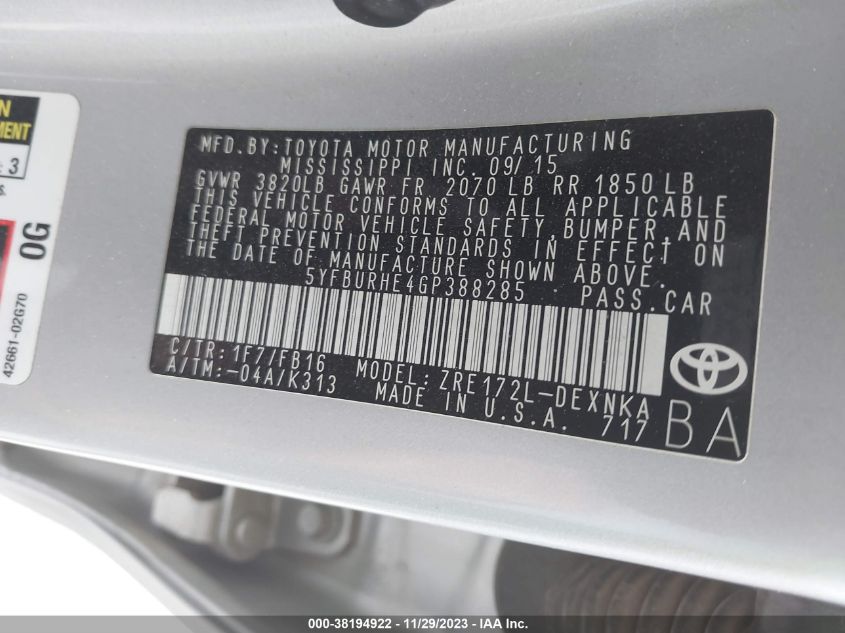 N
MENT
3
s.
0G
42661-02G70
MFD. BY: TOYOTA MOTOR MANUFACTURING
MISSISSIPPI INC. 09/15
GVWR 3820LB GAWR FR 2070 LB RR 1850 LB
THIS VEHICLE CONFORMS TO ALL APPLICABLE
FEDERAL MOTOR VEHICLE SAFETY, BUMPER, AND
THEFT PREVENTION STANDARDS IN EFFECT ON
THE DATE OF MANUFACTURE SHOWN ABOVE.
5YFBURHE4GP388285 PASS. CAR
C/TR: 1F7/FB16 MODEL: ZRE172L-DEXNKA
A/TM: -04A/K313 MADE IN U.S.A. 717
BA
000-38194922 - 11/29/2023 - IAA Inc.